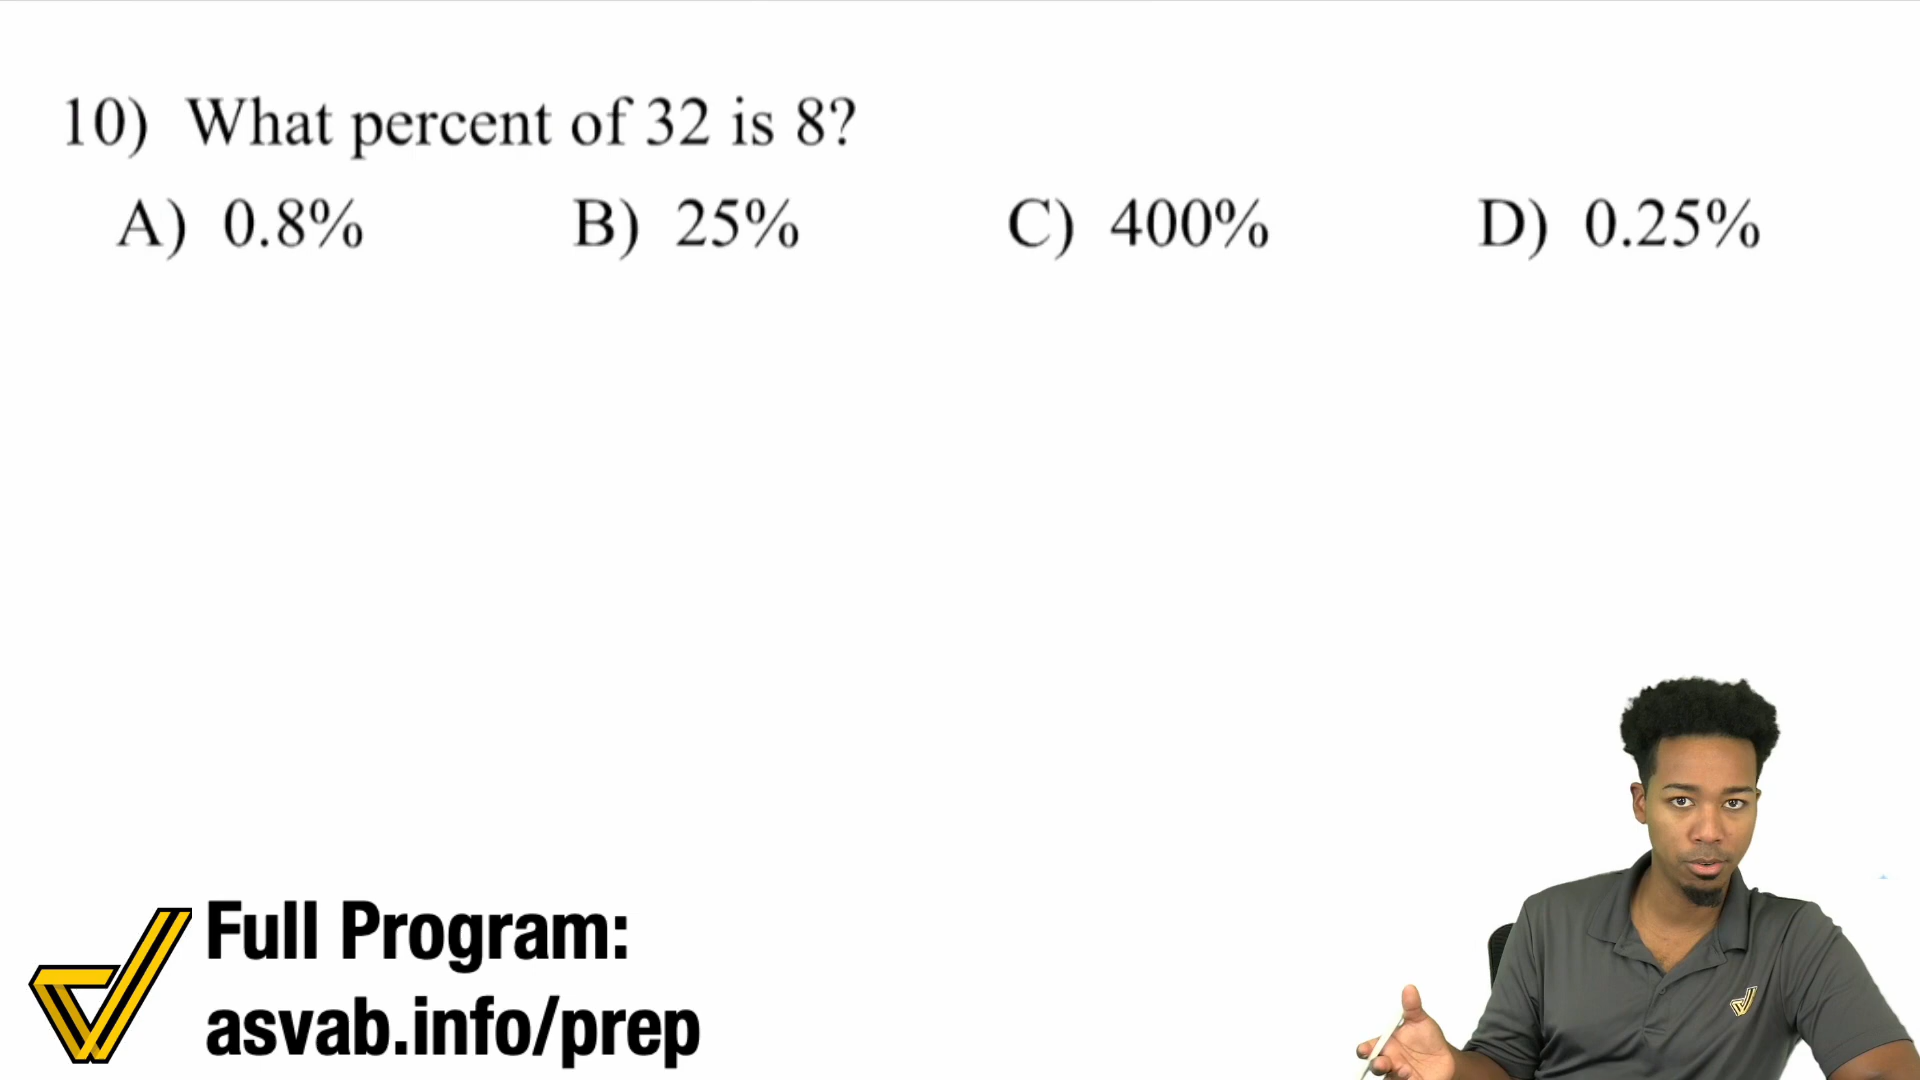 10) What percent of 32 is 8?
A) 0.8% B) 25% C) 400% D) 0.25%
Full Program:
asvab.info/prep